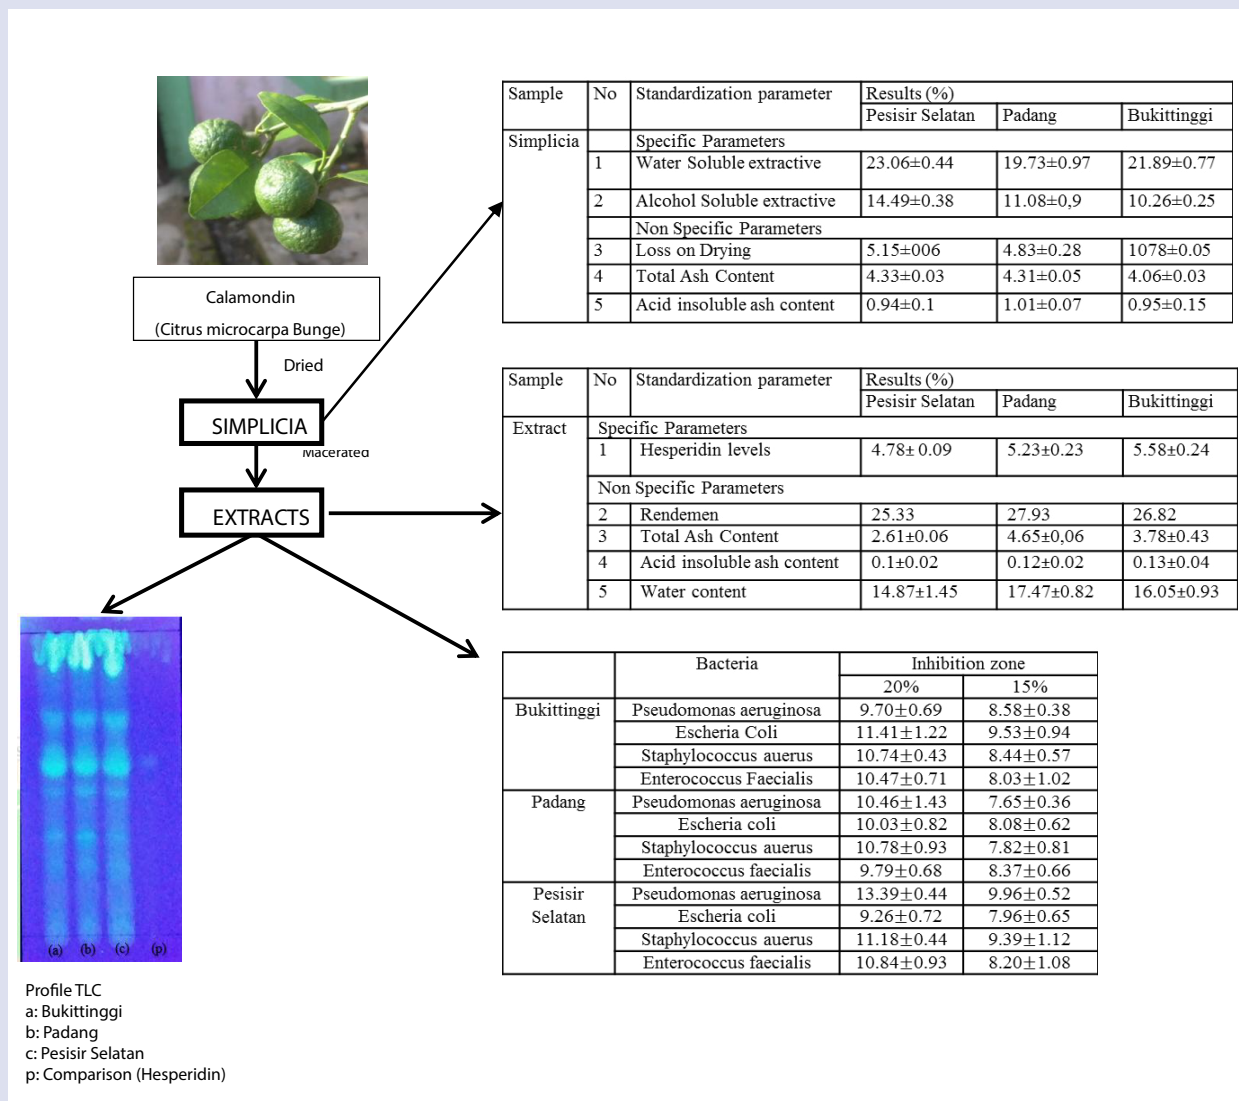 Calamondin
(Citrus microcarpa Bunge)
Dried
SIMPLICIA
Macerated
EXTRACTS
Sample No Standardization parameter Results (%)
Pesisir Selatan Padang Bukittinggi
Simplicia Specific Parameters
1 Water Soluble extractive 23.06±0.44 19.73±0.97 21.89±0.77
2 Alcohol Soluble extractive 14.49±0.38 11.08±0,9 10.26±0.25
Non Specific Parameters
3 Loss on Drying 5.15±006 4.83±0.28 1078±0.05
4 Total Ash Content 4.33±0.03 4.31±0.05 4.06±0.03
5 Acid insoluble ash content 0.94±0.1 1.01±0.07 0.95±0.15
Sample No Standardization parameter Results (%)
Pesisir Selatan Padang Bukittinggi
Extract Specific Parameters
1 Hesperidin levels 4.78± 0.09 5.23±0.23 5.58±0.24
Non Specific Parameters
2 Rendemen 25.33 27.93 26.82
3 Total Ash Content 2.61±0.06 4.65±0,06 3.78±0.43
4 Acid insoluble ash content 0.1±0.02 0.12±0.02 0.13±0.04
5 Water content 14.87±1.45 17.47±0.82 16.05±0.93
Bacteria Inhibition zone
20% 15%
Bukittinggi Pseudomonas aeruginosa 9.70±0.69 8.58±0.38
Escheria Coli 11.41±1.22 9.53±0.94
Staphylococcus auerus 10.74±0.43 8.44±0.57
Enterococcus Faecialis 10.47±0.71 8.03±1.02
Padang Pseudomonas aeruginosa 10.46±1.43 7.65±0.36
Escheria coli 10.03±0.82 8.08±0.62
Staphylococcus auerus 10.78±0.93 7.82±0.81
Enterococcus faecialis 9.79±0.68 8.37±0.66
Pesisir Pseudomonas aeruginosa 13.39±0.44 9.96±0.52
Selatan Escheria coli 9.26±0.72 7.96±0.65
Staphylococcus auerus 11.18±0.44 9.39±1.12
Enterococcus faecialis 10.84±0.93 8.20±1.08
(a) (b) (c) (p)
Profile TLC
a: Bukittinggi
b: Padang
c: Pesisir Selatan
p: Comparison (Hesperidin)